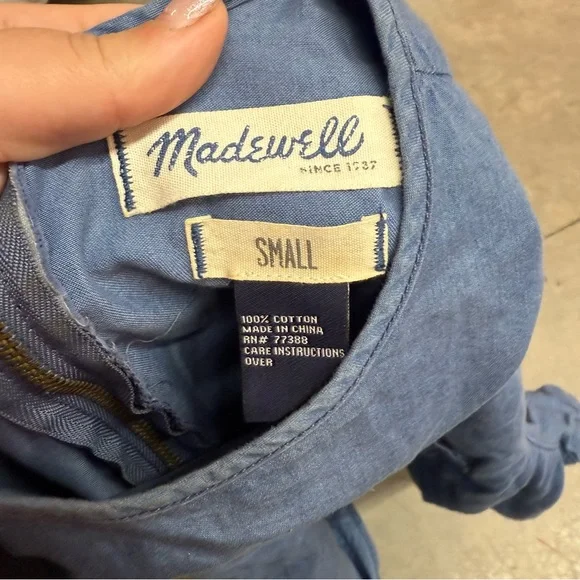 Madewell
SINCE 1937
SMALL
100% COTTON
MADE IN CHINA
RN# 77388
CARE INSTRUCTIONS
OVER